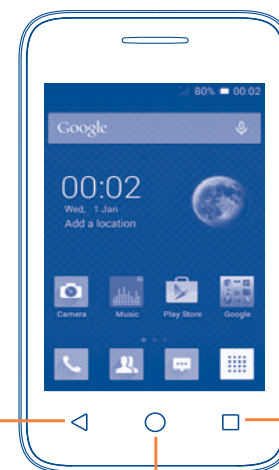 80% 00:02
Google
00:02
Wed, 1 Jan
Add a location
Camera Music Play Store Google